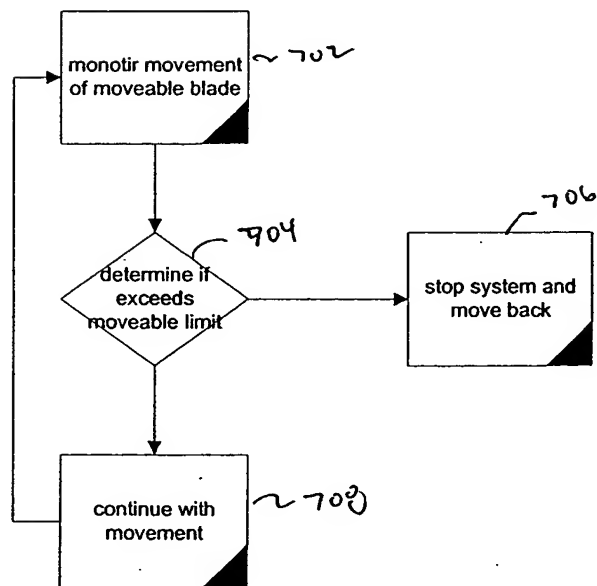 monotir movement
of moveable blade
702
704
determine if
exceeds
moveable limit
706
stop system and
move back
continue with
movement
708